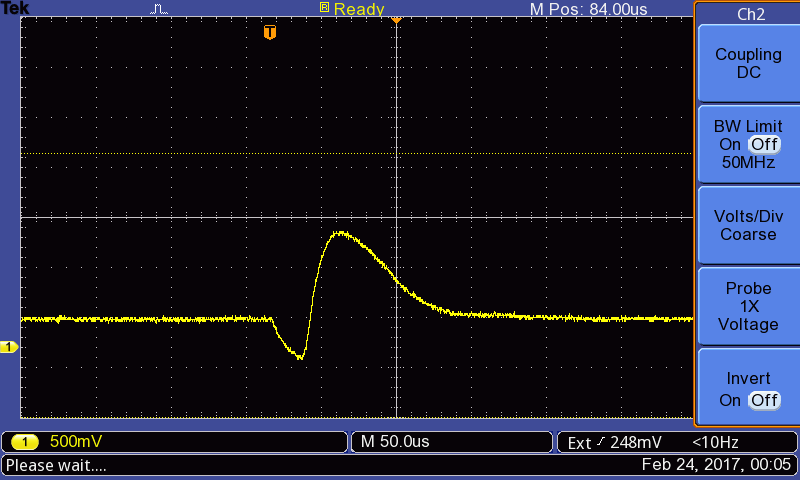 Tek
R Ready
M Pos: 84.00us
T
1
Ch2
Coupling
DC
BW Limit
On Off
50MHz
Volts/Div
Coarse
Probe
1X
Voltage
Invert
On Off
1 500mV
M 50.0us
Ext 248mV <10Hz
Please wait....
Feb 24, 2017, 00:05